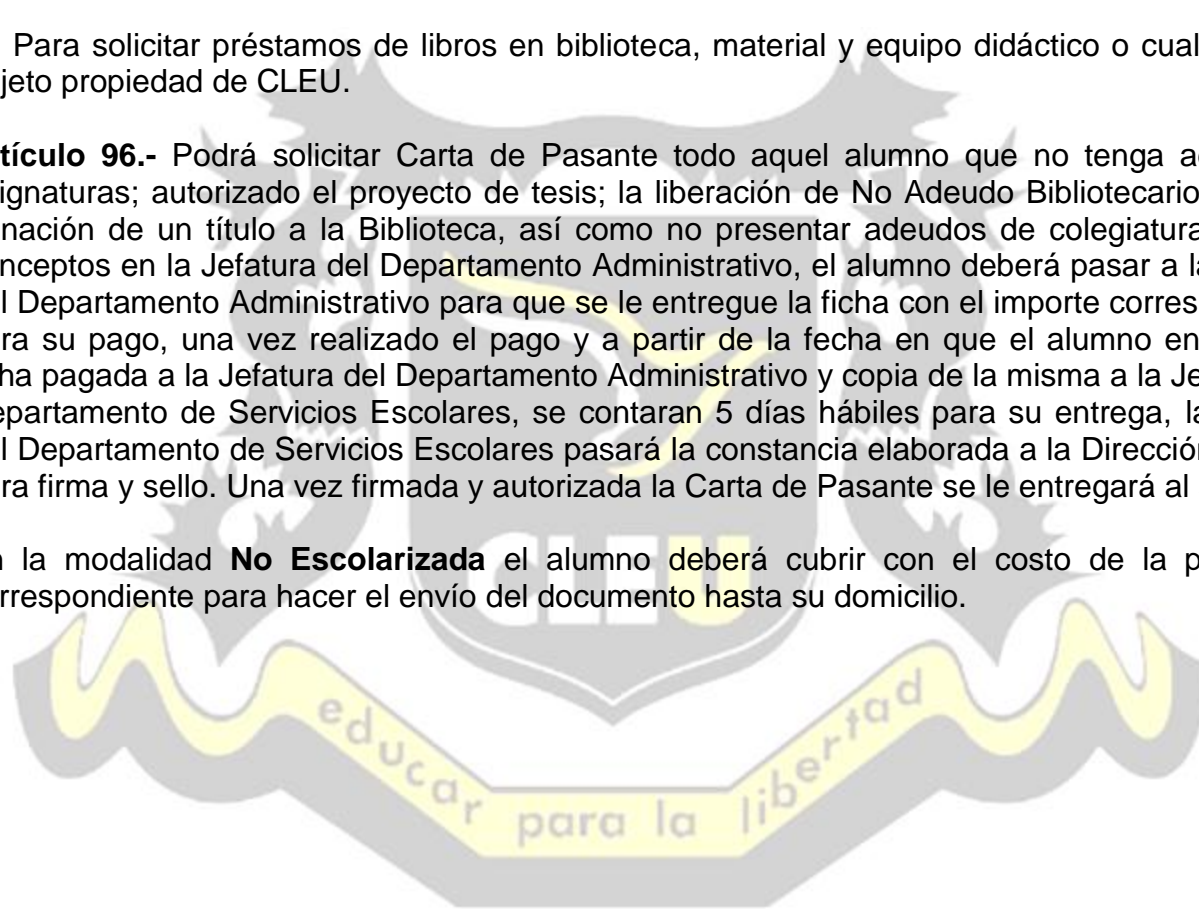 Para solicitar préstamos de libros en biblioteca, material y equipo didáctico o cual
jeto propiedad de CLEU.
tículo 96.- Podrá solicitar Carta de Pasante todo aquel alumno que no tenga a
ignaturas; autorizado el proyecto de tesis; la liberación de No Adeudo Bibliotecario
nación de un título a la Biblioteca, así como no presentar adeudos de colegiatura
nceptos en la Jefatura del Departamento Administrativo, el alumno deberá pasar a la
l Departamento Administrativo para que se le entregue la ficha con el importe corres
ra su pago, una vez realizado el pago y a partir de la fecha en que el alumno en
ha pagada a la Jefatura del Departamento Administrativo y copia de la misma a la Je
epartamento de Servicios Escolares, se contaran 5 días hábiles para su entrega, la
l Departamento de Servicios Escolares pasará la constancia elaborada a la Dirección
ra firma y sello. Una vez firmada y autorizada la Carta de Pasante se le entregará al
n la modalidad No Escolarizada el alumno deberá cubrir con el costo de la p
rrespondiente para hacer el envío del documento hasta su domicilio.
CLEU
educar para la libertad